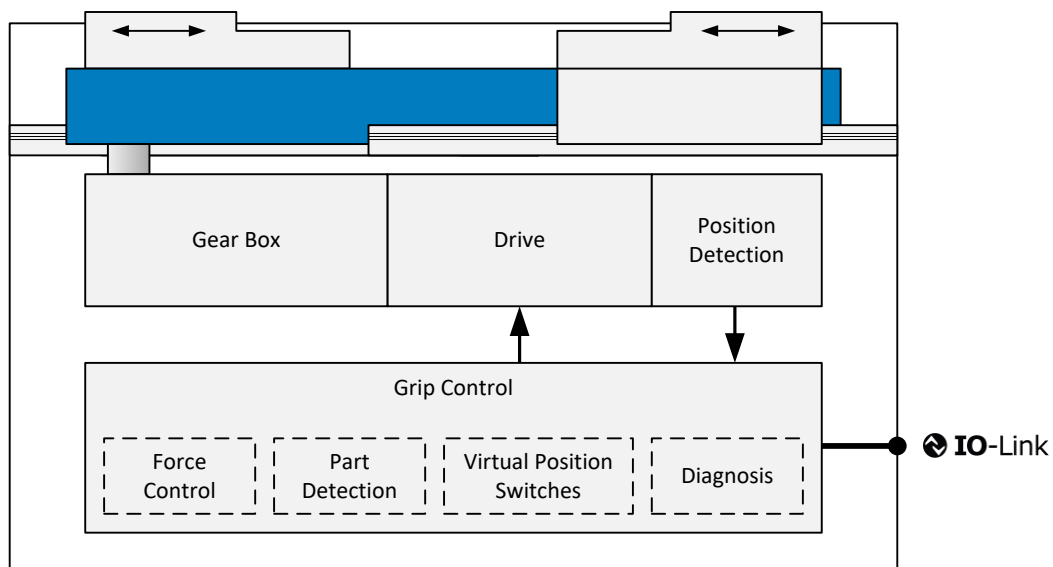 Gear Box
Drive
Position
Detection
Grip Control
Force
Control
Part
Detection
Virtual Position
Switches
Diagnosis
IO-Link